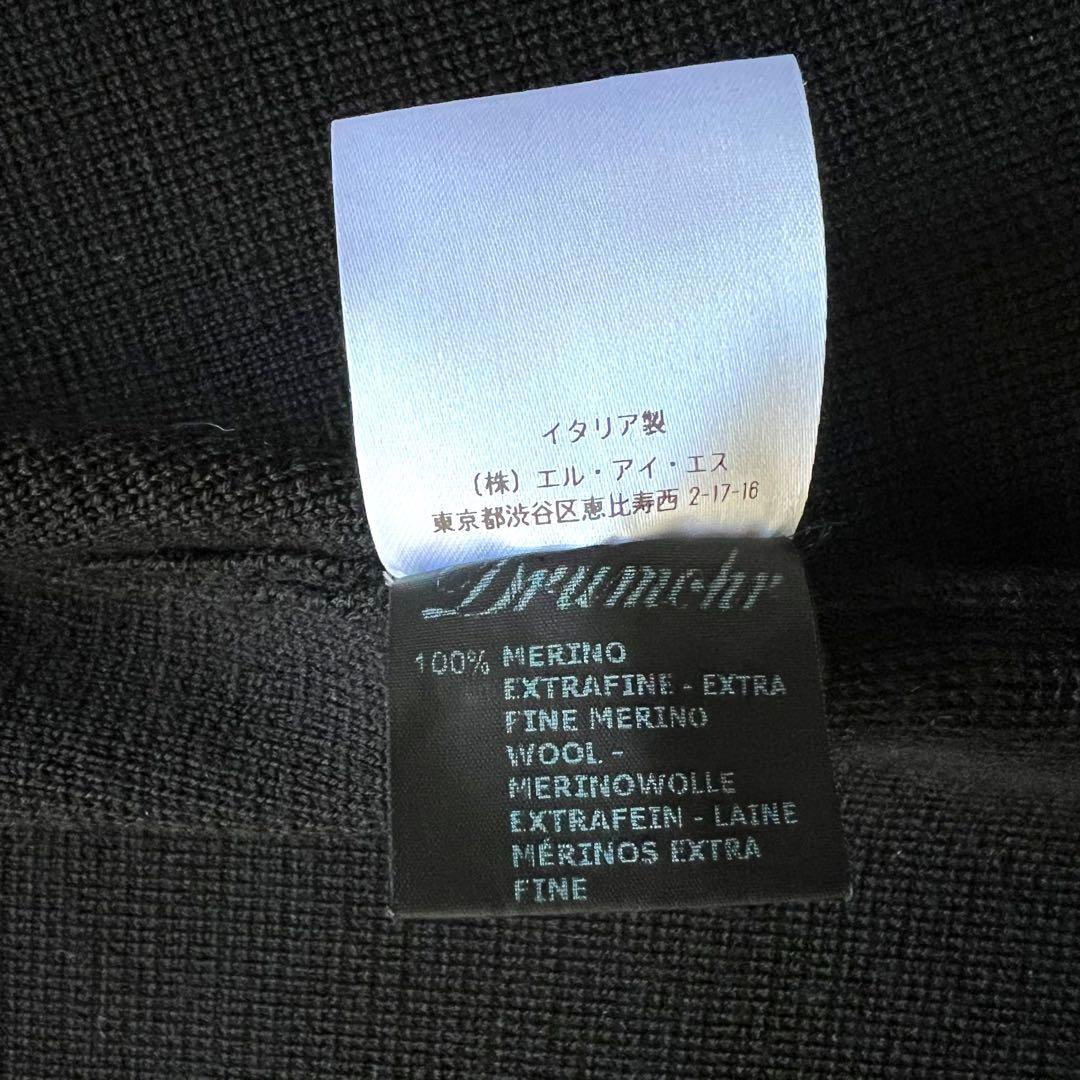 イタリア製
(株) エル・アイ・エス
東京都渋谷区恵比寿西 2-17-16
Drumohr
100% MERINO
EXTRAFINE - EXTRA
FINE MERINO
WOOL -
MERINOWOLLE
EXTRAFEIN - LAINE
MÉRINOS EXTRA
FINE